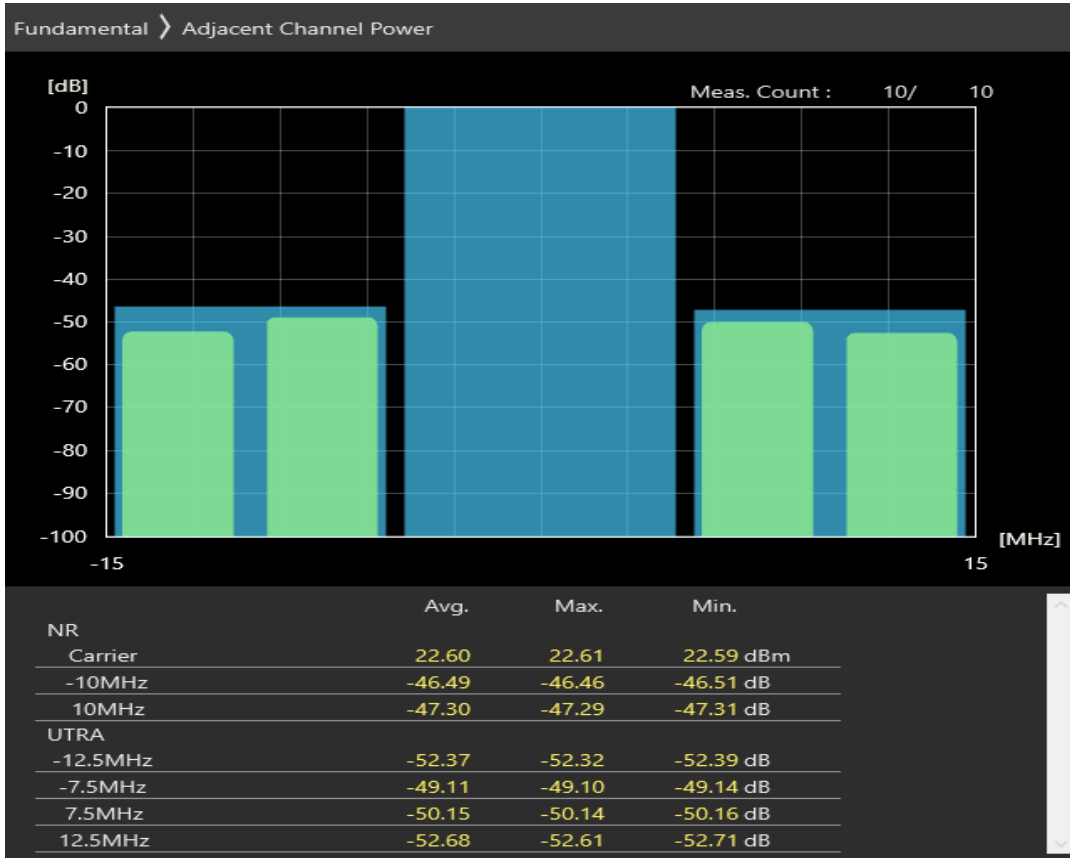 Fundamental 〉 Adjacent Channel Power
[dB]
Meas. Count : 10/ 10
0
-10
-20
-30
-40
-50
-60
-70
-80
-90
-100
[MHz]
-15 15
Avg. Max. Min.
NR
Carrier 22.60 22.61 22.59 dBm
-10MHz -46.49 -46.46 -46.51 dB
10MHz -47.30 -47.29 -47.31 dB
UTRA
-12.5MHz -52.37 -52.32 -52.39 dB
-7.5MHz -49.11 -49.10 -49.14 dB
7.5MHz -50.15 -50.14 -50.16 dB
12.5MHz -52.68 -52.61 -52.71 dB